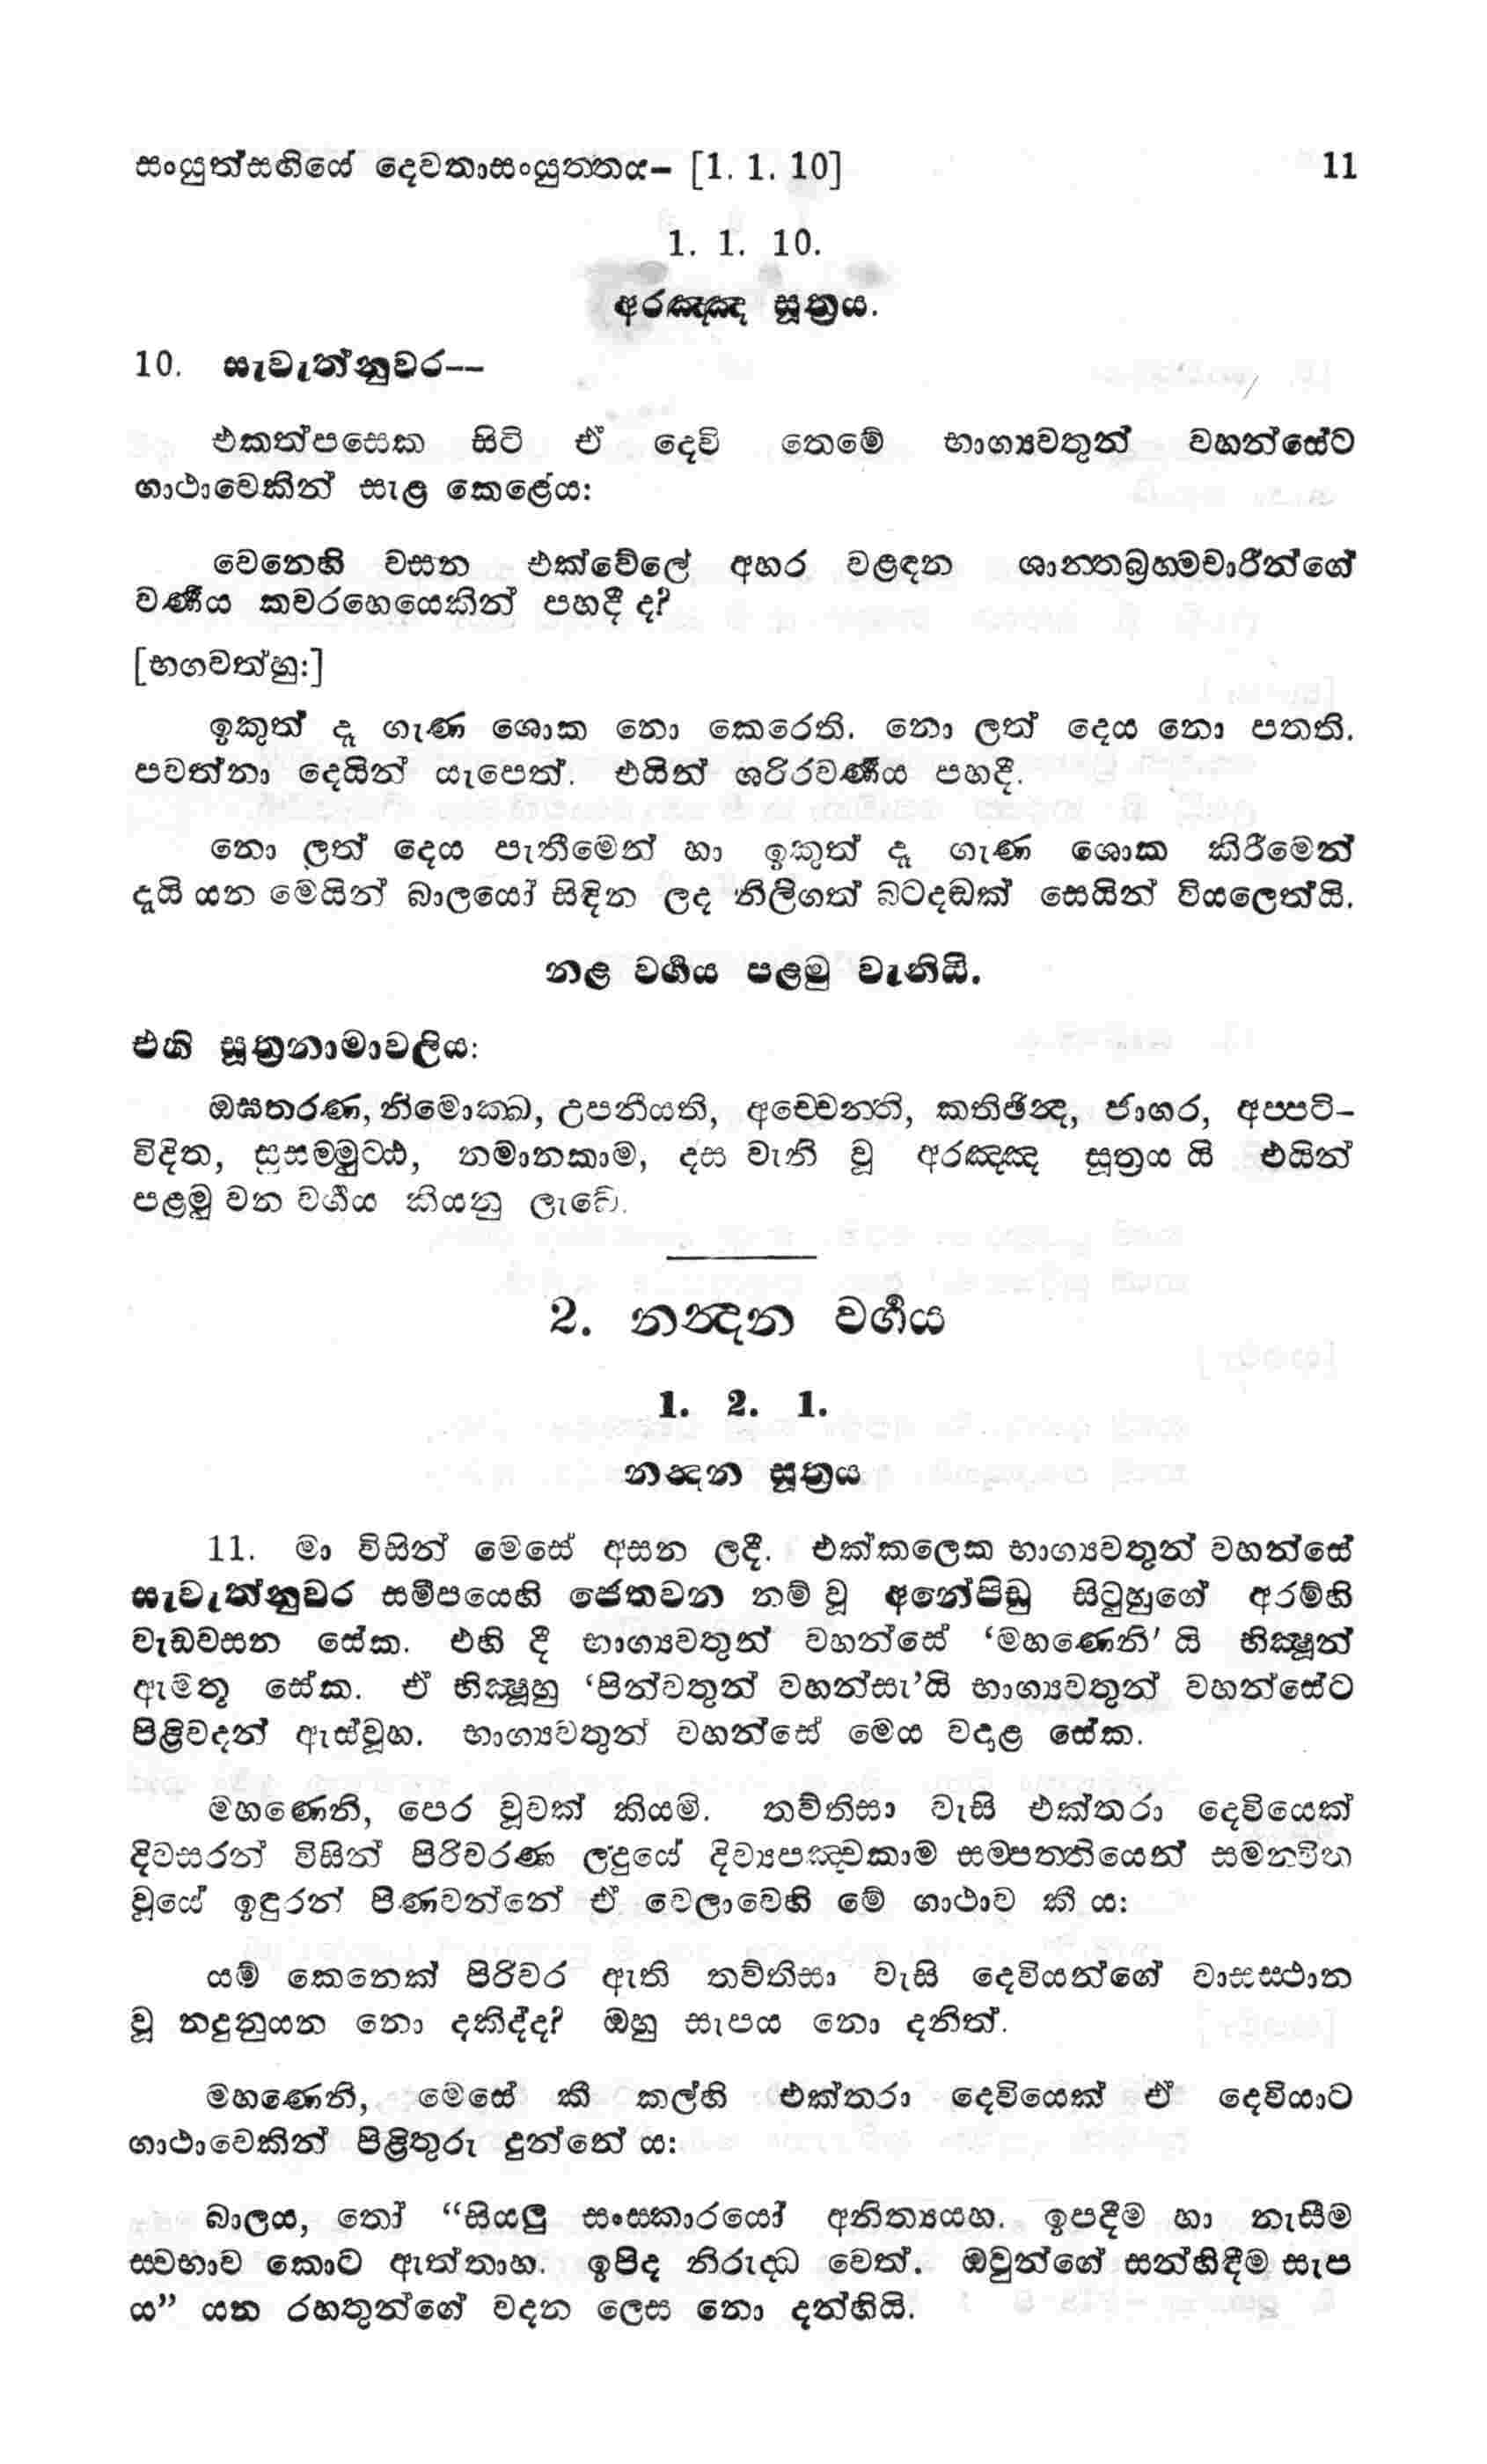 සංයුත්සඟියේ දෙවතාසංයුත්තය– [1. 1. 10] 11
1. 1. 10.
අරඤ්ඤ සූත්‍රය.
10. සැවැත්නුවර––
එකත්පසෙක සිටි ඒ දෙවි තෙමේ භාග්‍යවතුන් වහන්සේට
ගාථාවෙකින් සැළ කෙළේය:
වෙනෙහි වසන එක්වේලේ අහර වළඳන ශාන්තබ්‍රහ්මචාරීන්ගේ
වර්‍ණය කවරහෙයෙකින් පහදී ද?
[භගවත්හු:]
ඉකුත් දෑ ගැණ ශොක නො කෙරෙති. නො ලත් දෙය නො පතති.
පවත්නා දෙයින් යැපෙත්. එයින් ශරීරවර්‍ණය පහදී.
නො ලත් දෙය පැතීමෙන් හා ඉකුත් දෑ ගැණ ශොක කිරීමෙන්
දැයි යන මෙයින් බාලයෝ සිඳින ලද නිලිගත් බටදඬක් සෙයින් වියලෙත්යි.
නළ වර්‍ගය පළමු වැනියි.
එහි සූත්‍රනාමාවලිය:
ඔඝතරණ, නිමොක්ඛ, උපනීයති, අච්චෙන්ති, කතිඡින්‍ද, ජාගර, අප්පටි–
විදිත, සුසම්මුට්ඨ, නමානකාම, දස වැනි වූ අරඤ්ඤ සූත්‍රය යි එයින්
පළමු වන වර්‍ගය කියනු ලැබේ.
2. නන්‍දන වර්‍ගය
1. 2. 1.
නන්‍දන සූත්‍රය
11. මා විසින් මෙසේ අසන ලදී. එක්කලෙක භාග්‍යවතුන් වහන්සේ
සැවැත්නුවර සමීපයෙහි ජෙතවන නම් වූ අනේපිඬු සිටුහුගේ අරම්හි
වැඩවසන සේක. එහි දී භාග්‍යවතුන් වහන්සේ ‘මහණෙනි’ යි භික්‍ෂූන්
ඇමතූ සේක. ඒ භික්‍ෂූහු ‘පින්වතුන් වහන්සැ’යි භාග්‍යවතුන් වහන්සේට
පිළිවදන් ඇස්වූහ. භාග්‍යවතුන් වහන්සේ මෙය වදාළ සේක.
මහණෙනි, පෙර වූවක් කියමි. තව්තිසා වැසි එක්තරා දෙවියෙක්
දිවසරන් විසින් පිරිවරණ ලදුයේ දිව්‍යපඤ්චකාම සම්පත්තියෙන් සමන්විත
වූයේ ඉඳුරන් පිණවන්නේ ඒ වෙලාවෙහි මේ ගාථාව කී ය:
යම් කෙනෙක් පිරිවර ඇති තව්තිසා වැසි දෙවියන්ගේ වාසස්ථාන
වූ නඳුනුයන නො දකිද්ද? ඔහු සැපය නො දනිත්.
මහණෙනි, මෙසේ කී කල්හි එක්තරා දෙවියෙක් ඒ දෙවියාට
ගාථාවෙකින් පිළිතුරු දුන්නේ ය:
බාලය, තෝ “සියලු සංස්කාරයෝ අනිත්‍යයහ. ඉපදීම හා නැසීම
ස්වභාව කොට ඇත්තාහ. ඉපිද නිරුද්ධ වෙත්. ඔවුන්ගේ සන්හිඳීම සැප
ය” යන රහතුන්ගේ වදන ලෙස නො දන්හියි.